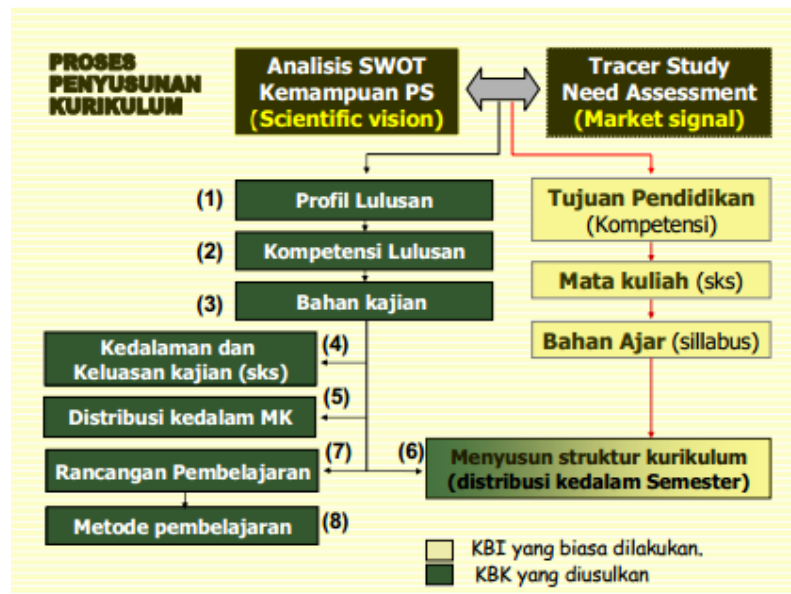 PROSES
PENYUSUNAN
KURIKULUM
Analisis SWOT
Kemampuan PS
(Scientific vision)
Tracer Study
Need Assessment
(Market signal)
(1)
Profil Lulusan
(2)
Kompetensi Lulusan
(3)
Bahan kajian
Tujuan Pendidikan
(Kompetensi)
Mata kuliah (sks)
Bahan Ajar (sillabus)
Kedalaman dan
Keluasan kajian (sks)
(4)
Distribusi kedalam MK
(5)
Rancangan Pembelajaran
(7)
(6)
Menyusun struktur kurikulum
(distribusi kedalam Semester)
Metode pembelajaran
(8)
KBI yang biasa dilakukan.
KBK yang diusulkan